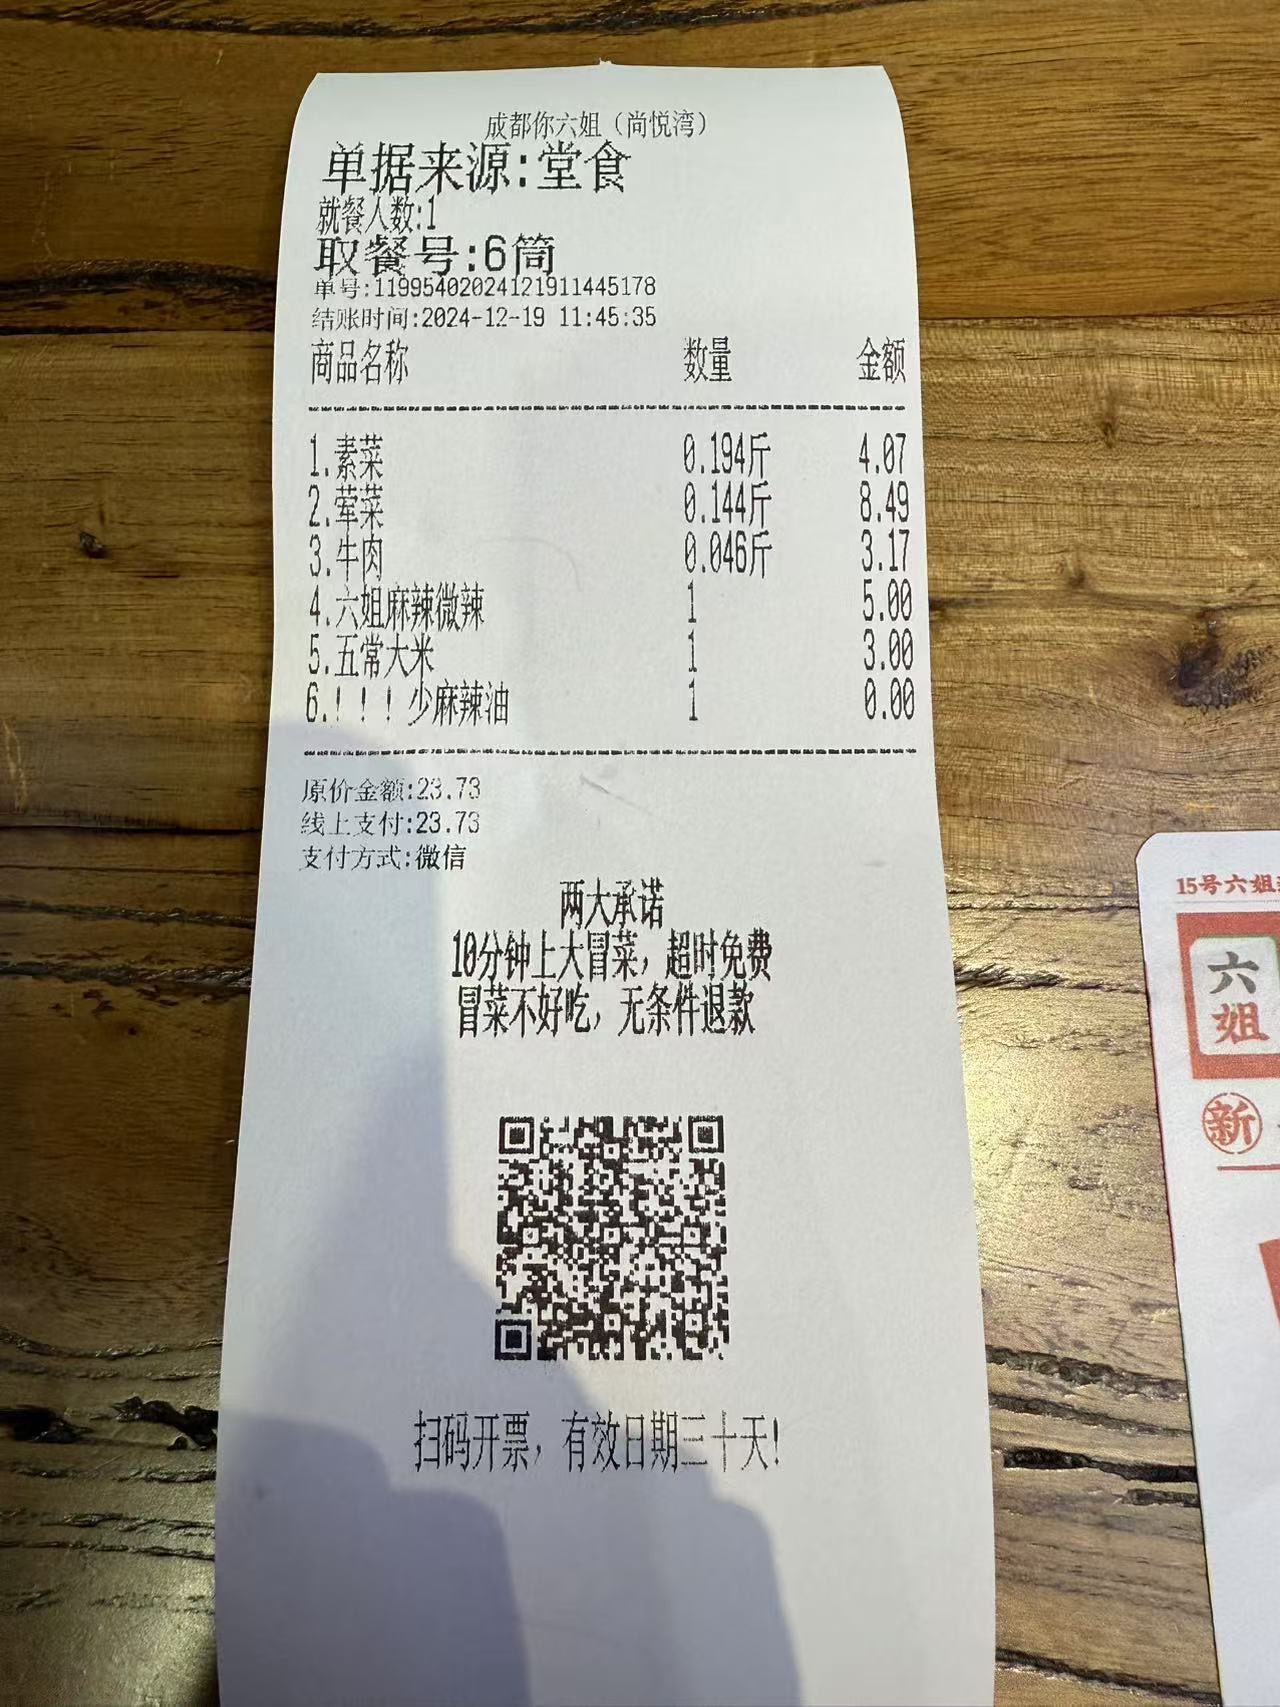 成都你六姐（尚悦湾）
单据来源:堂食
就餐人数:1
取餐号:6筒
单号:11995402024121911445178
结账时间:2024-12-19 11:45:35
商品名称 数量 金额
1.素菜 0.194斤 4.07
2.荤菜 0.144斤 8.49
3.牛肉 0.046斤 3.17
4.六姐麻辣微辣 1 5.00
5.五常大米 1 3.00
6.！！！少麻辣油 1 0.00
原价金额:23.73
线上支付:23.73
支付方式:微信
两大承诺
10分钟上大冒菜，超时免费
冒菜不好吃，无条件退款
扫码开票，有效日期三十天!
15号六姐
六姐
新